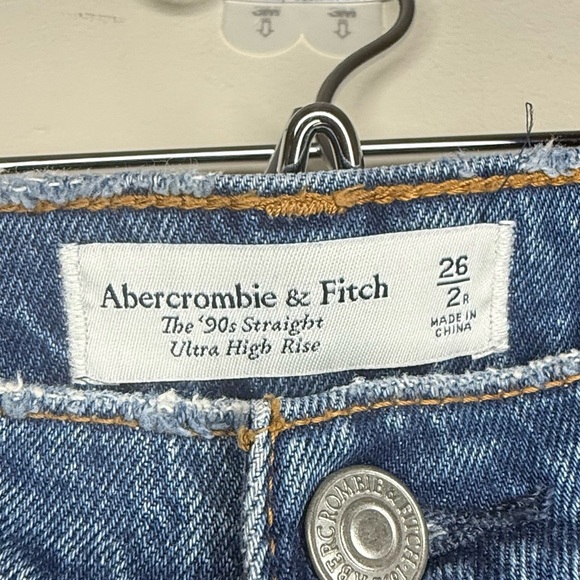 Abercrombie & Fitch
The '90s Straight
Ultra High Rise
26
2R
MADE IN
CHINA
ABERCROMBIE & FITCH